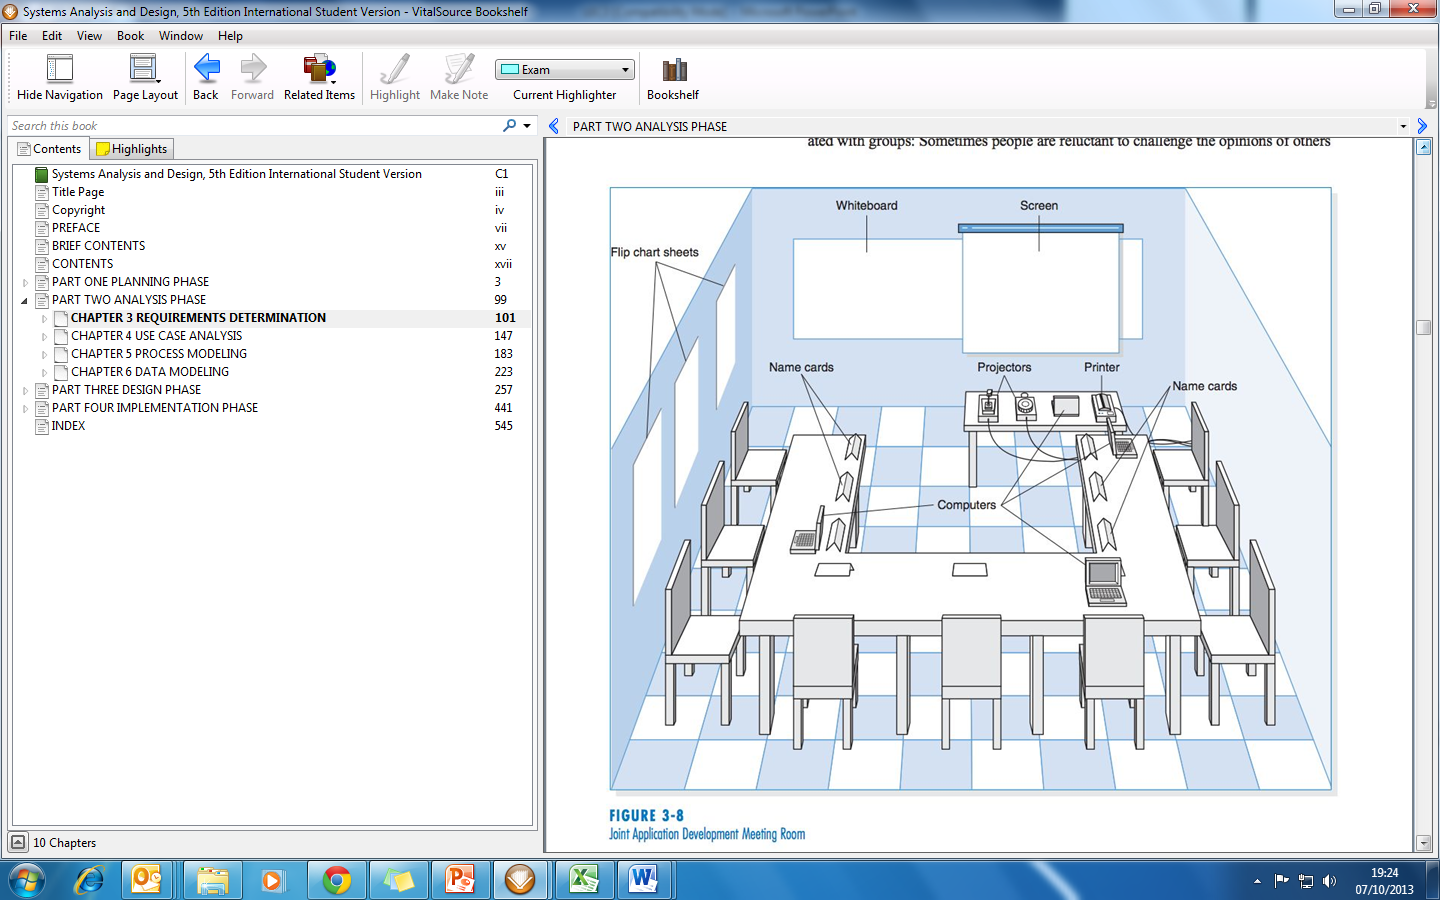 Systems Analysis and Design, 5th Edition International Student Version - VitalSource Bookshelf
File Edit View Book Window Help
Hide Navigation Page Layout Back Forward Related Items Highlight Make Note Exam Current Highlighter Bookshelf
Search this book
PART TWO ANALYSIS PHASE
Contents Highlights
Systems Analysis and Design, 5th Edition International Student Version C1
Title Page iii
Copyright iv
PREFACE vii
BRIEF CONTENTS xv
CONTENTS xvii
PART ONE PLANNING PHASE 3
PART TWO ANALYSIS PHASE 99
CHAPTER 3 REQUIREMENTS DETERMINATION 101
CHAPTER 4 USE CASE ANALYSIS 147
CHAPTER 5 PROCESS MODELING 183
CHAPTER 6 DATA MODELING 223
PART THREE DESIGN PHASE 257
PART FOUR IMPLEMENTATION PHASE 441
INDEX 545
10 Chapters
ated with groups: Sometimes people are reluctant to challenge the opinions of others
Whiteboard Screen
Flip chart sheets
Name cards Projectors Printer
Name cards
Computers
FIGURE 3-8
Joint Application Development Meeting Room
19:24
07/10/2013